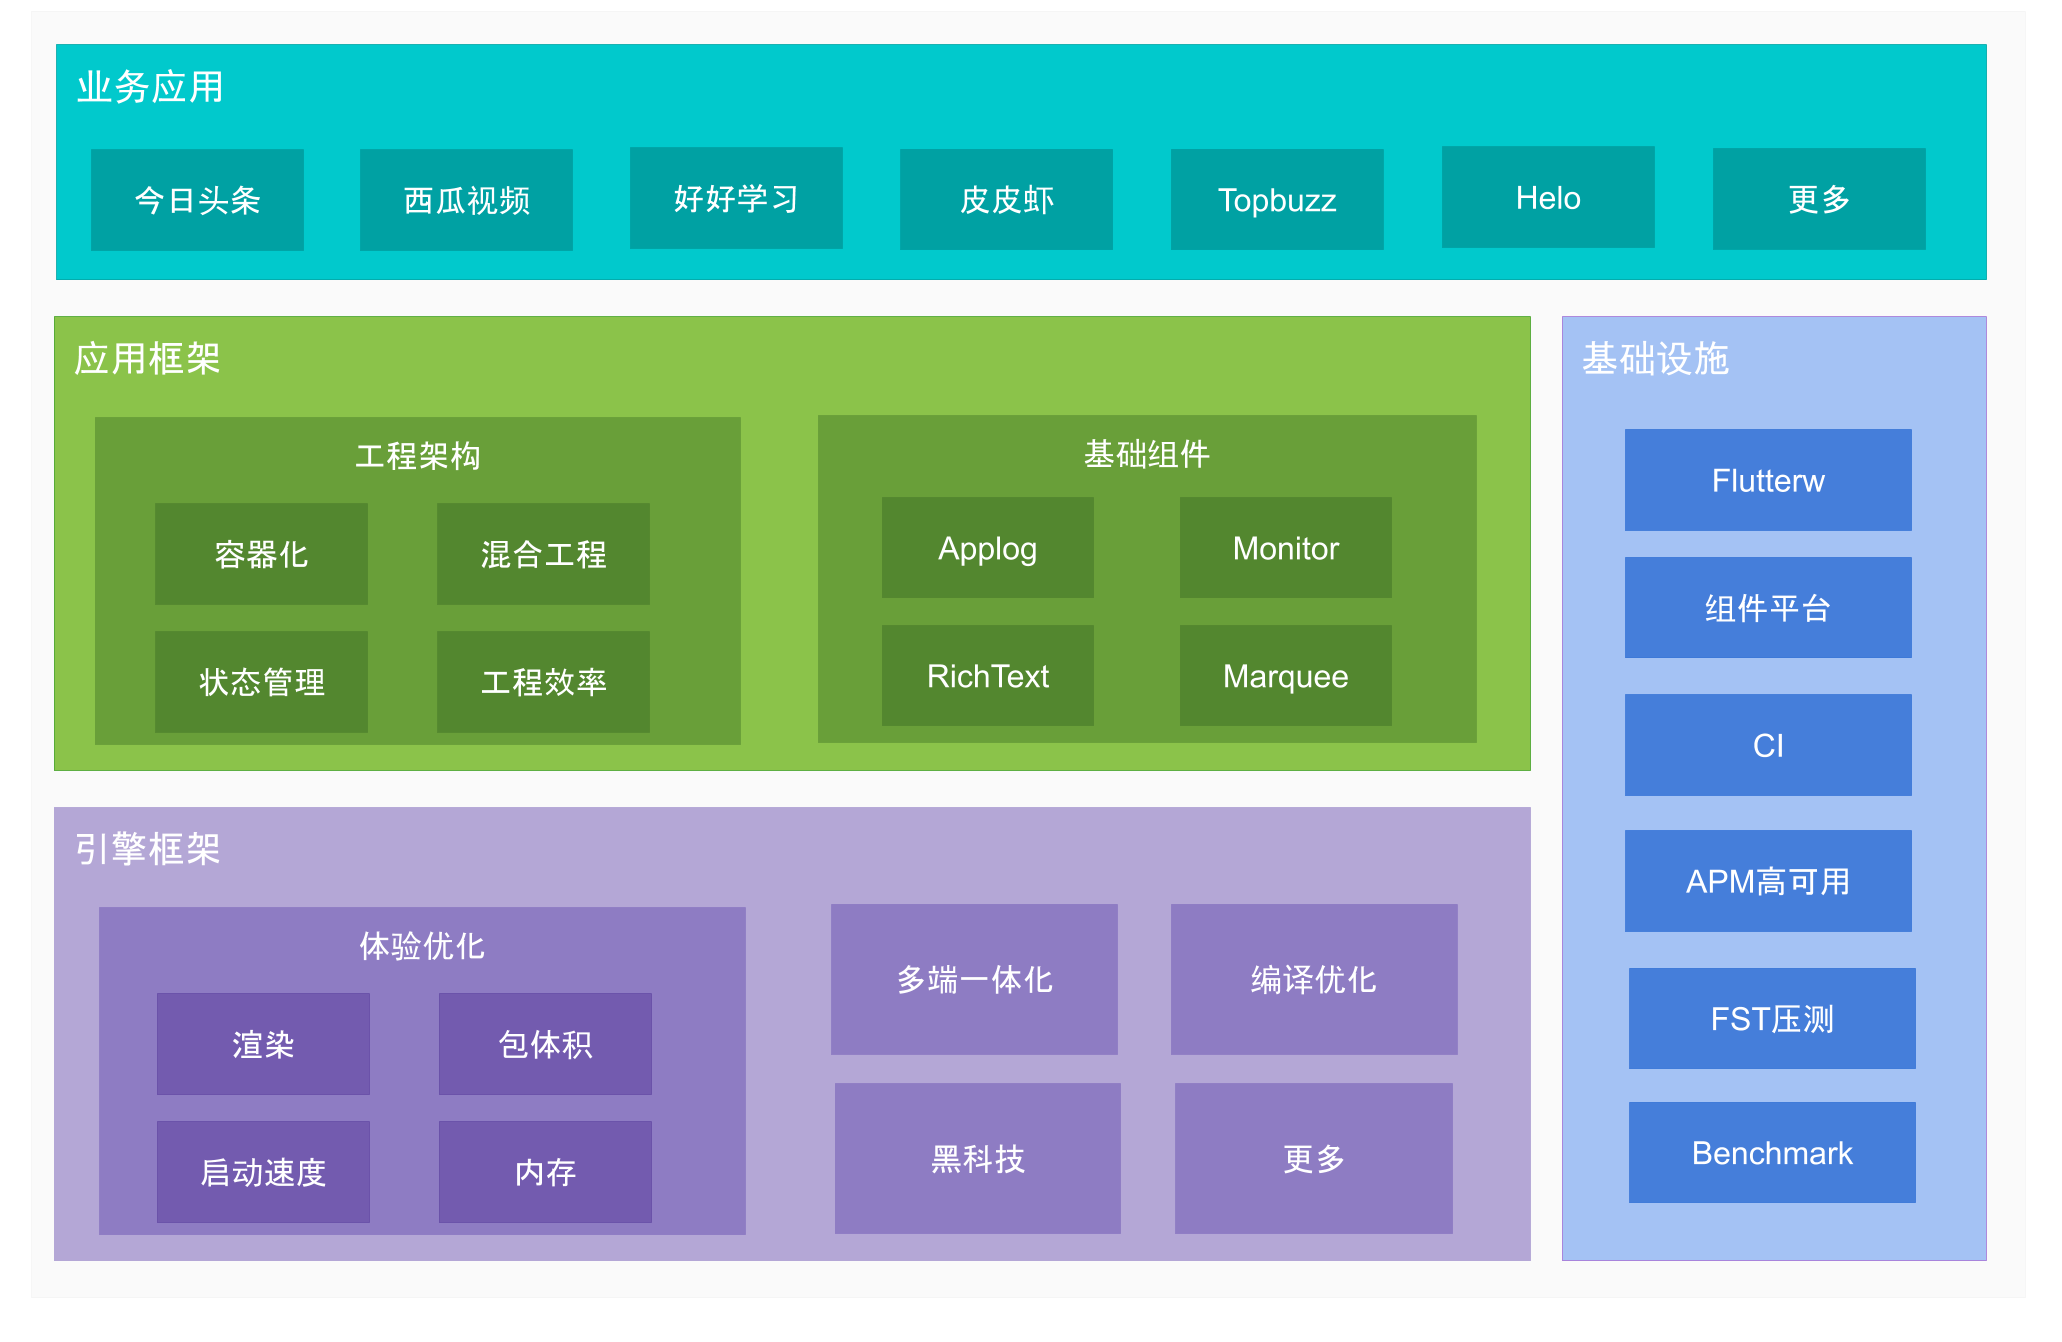 业务应用
今日头条
西瓜视频
好好学习
皮皮虾
Topbuzz
Helo
更多
应用框架
工程架构
容器化
混合工程
状态管理
工程效率
基础组件
Applog
Monitor
RichText
Marquee
引擎框架
体验优化
渲染
包体积
启动速度
内存
多端一体化
编译优化
黑科技
更多
基础设施
Flutterw
组件平台
CI
APM高可用
FST压测
Benchmark